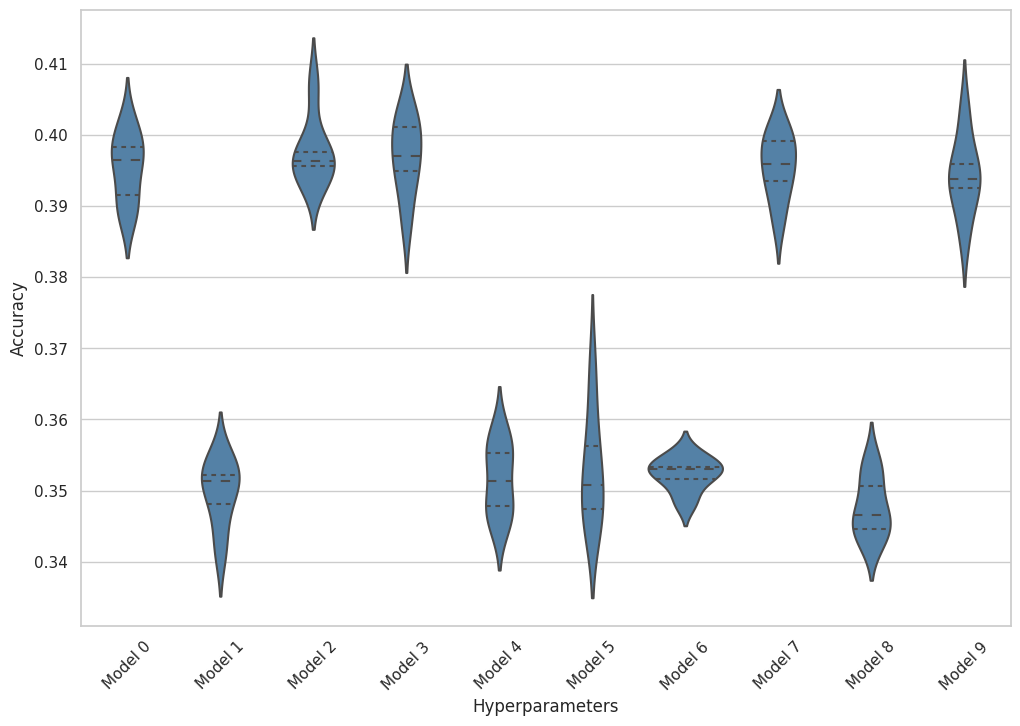 0.41
0.40
0.39
0.38
0.37
0.36
0.35
0.34
Accuracy
Model 0
Model 1
Model 2
Model 3
Model 4
Model 5
Model 6
Model 7
Model 8
Model 9
Hyperparameters